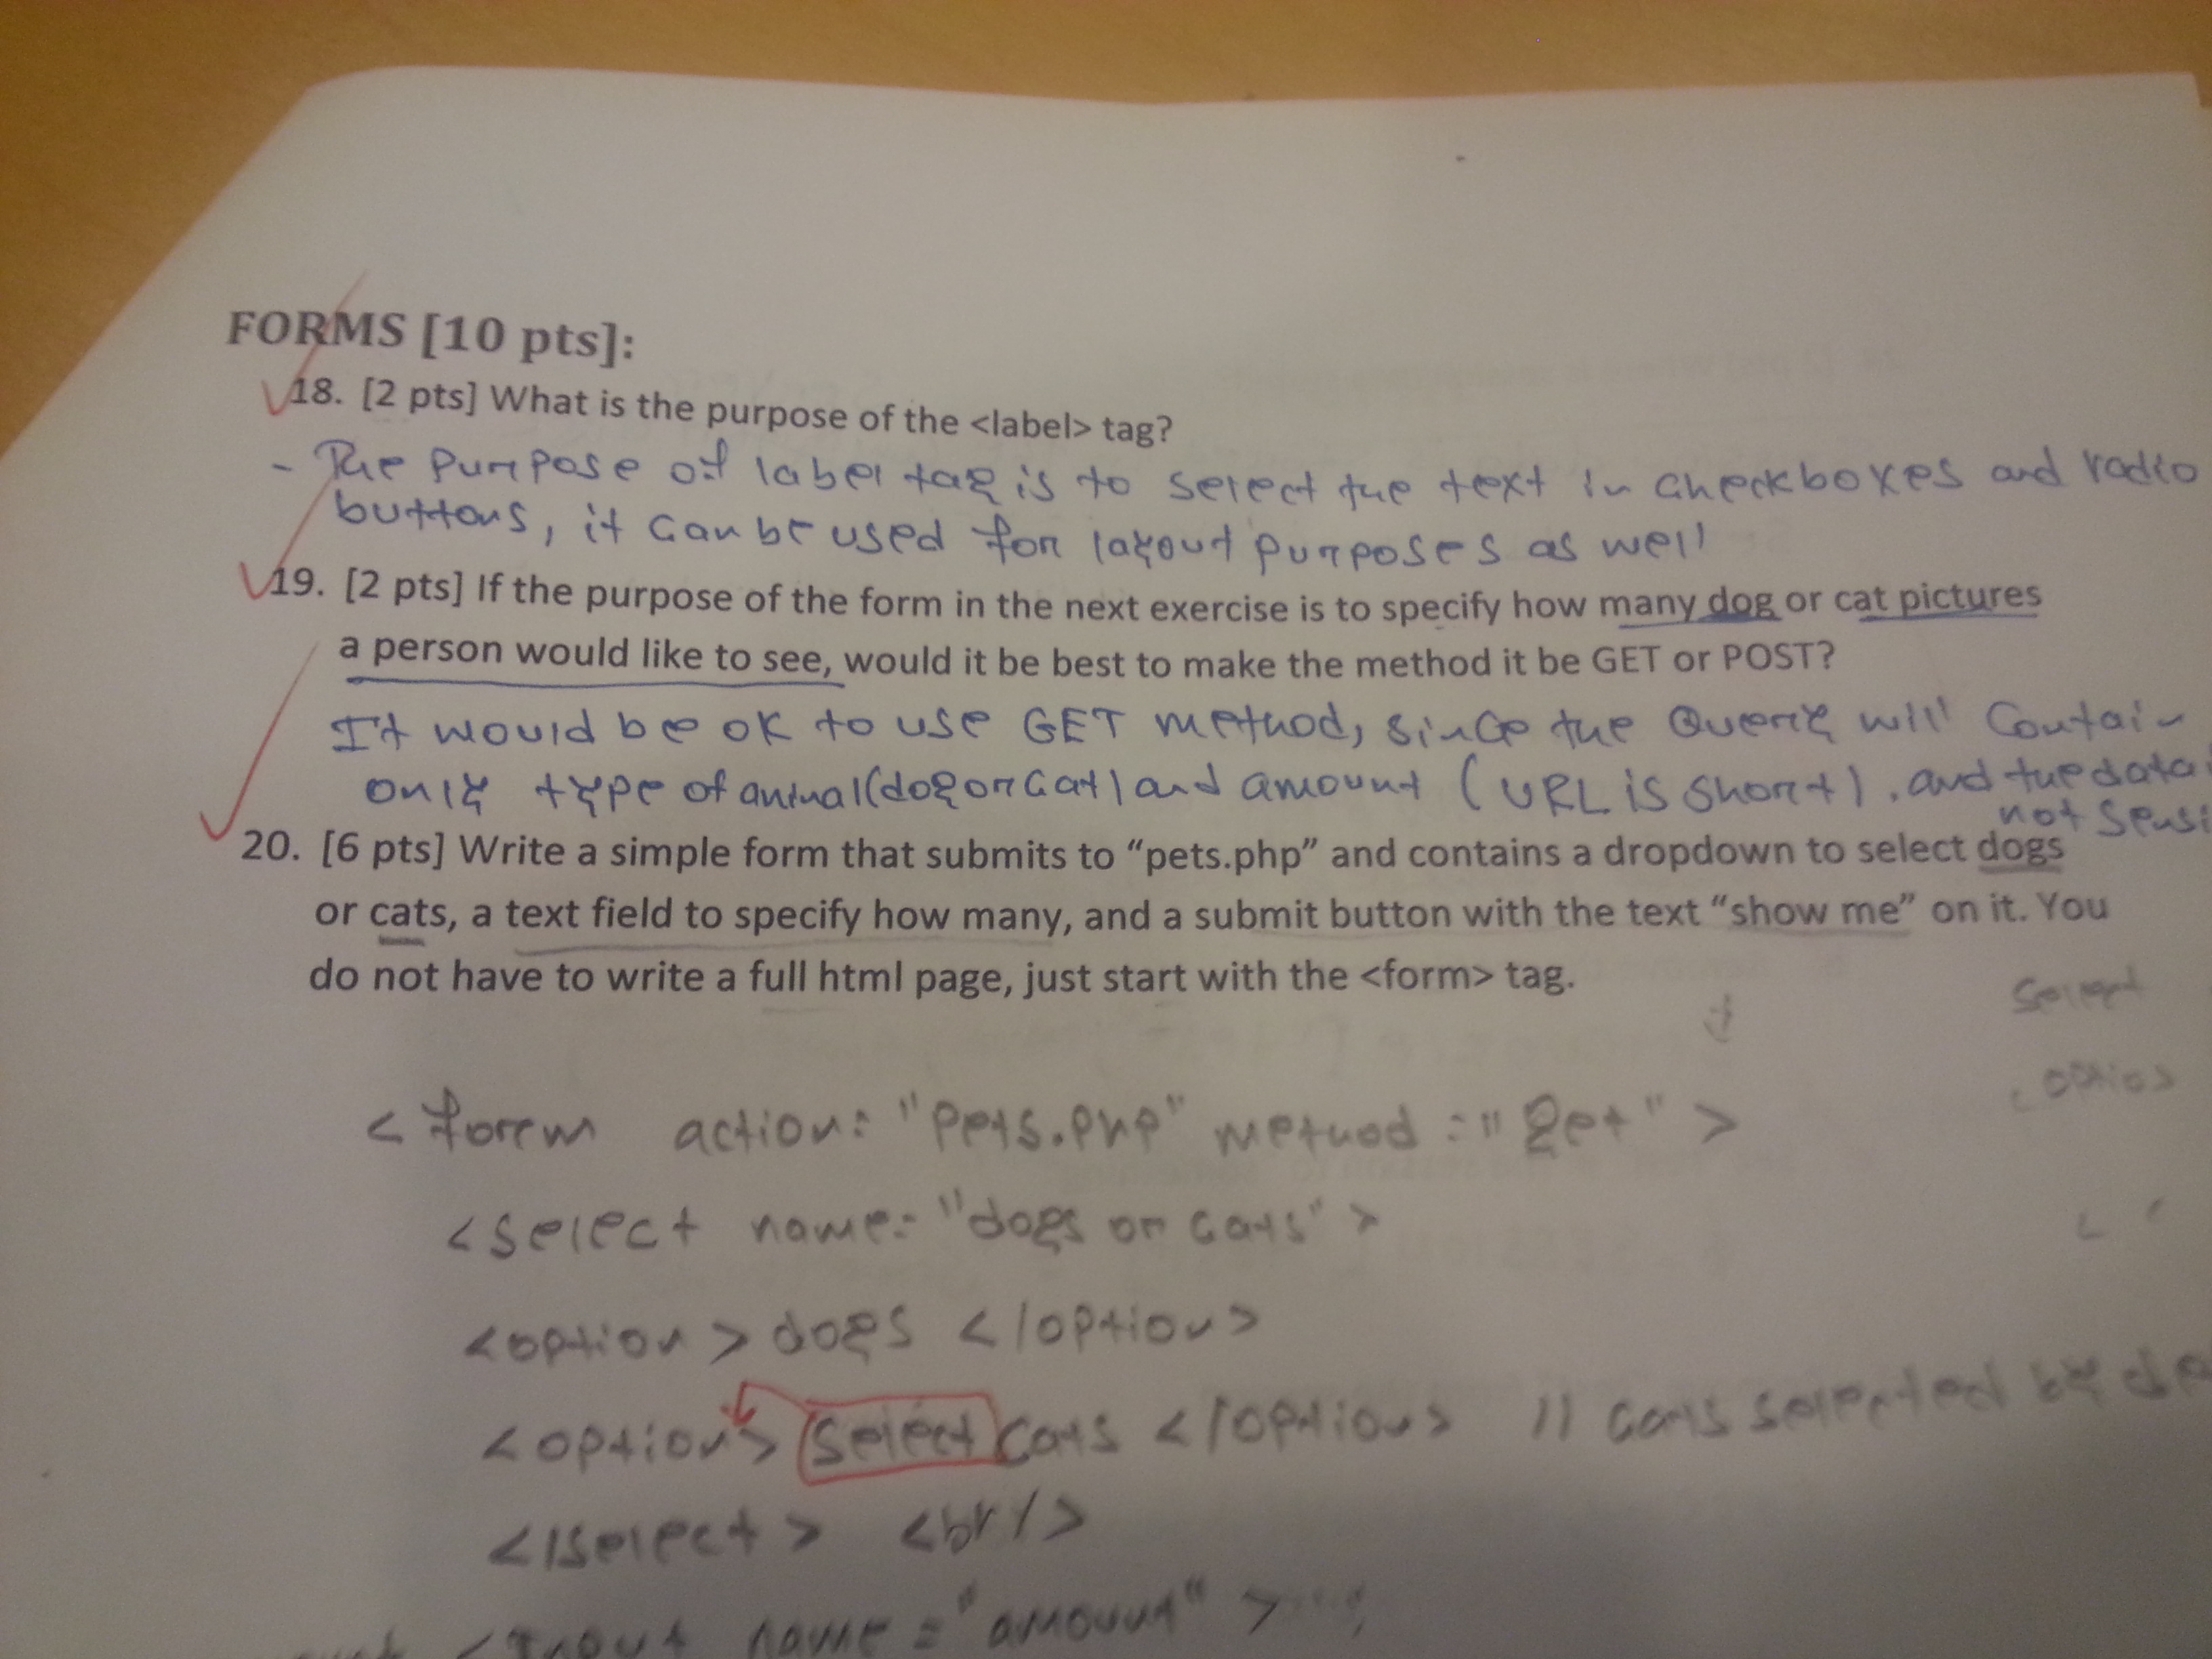 FORMS [10 pts]:
18. [2 pts] What is the purpose of the <label> tag?
- The purpose of label tag is to select the text in checkboxes and radio
buttons, it can be used for layout purposes as well
19. [2 pts] If the purpose of the form in the next exercise is to specify how many dog or cat pictures
a person would like to see, would it be best to make the method it be GET or POST?
It would be ok to use GET method, since the Query will Contain
only type of animal (dog or cat) and amount (URL is short). and the data
not
20. [6 pts] Write a simple form that submits to “pets.php” and contains a dropdown to select dogs
or cats, a text field to specify how many, and a submit button with the text “show me” on it. You
do not have to write a full html page, just start with the <form> tag.
select
option
<form action="pets.php" method="get">
<select name="dogs or cats">
<option> dogs </option>
<option> select cats </option> // cats selected by
</select> <br/>
<Input name="amount">